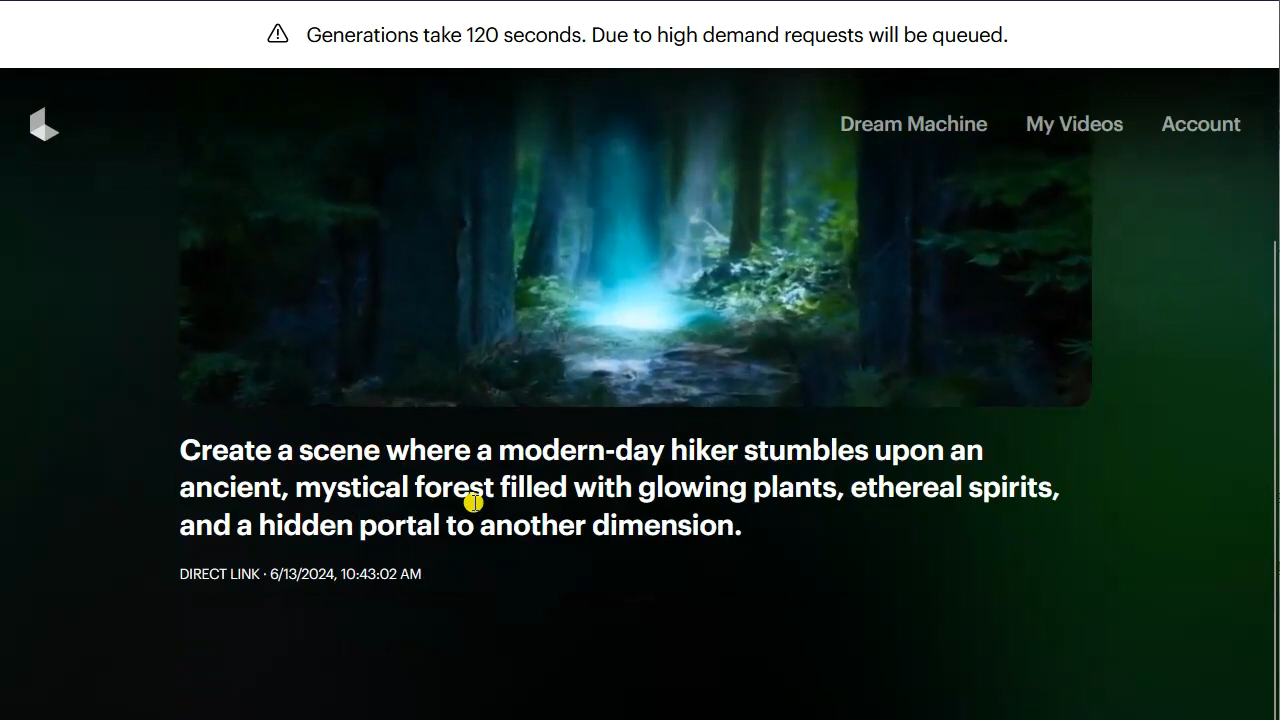 Generations take 120 seconds. Due to high demand requests will be queued.
Dream Machine My Videos Account
Create a scene where a modern-day hiker stumbles upon an
ancient, mystical forest filled with glowing plants, ethereal spirits,
and a hidden portal to another dimension.
DIRECT LINK · 6/13/2024, 10:43:02 AM